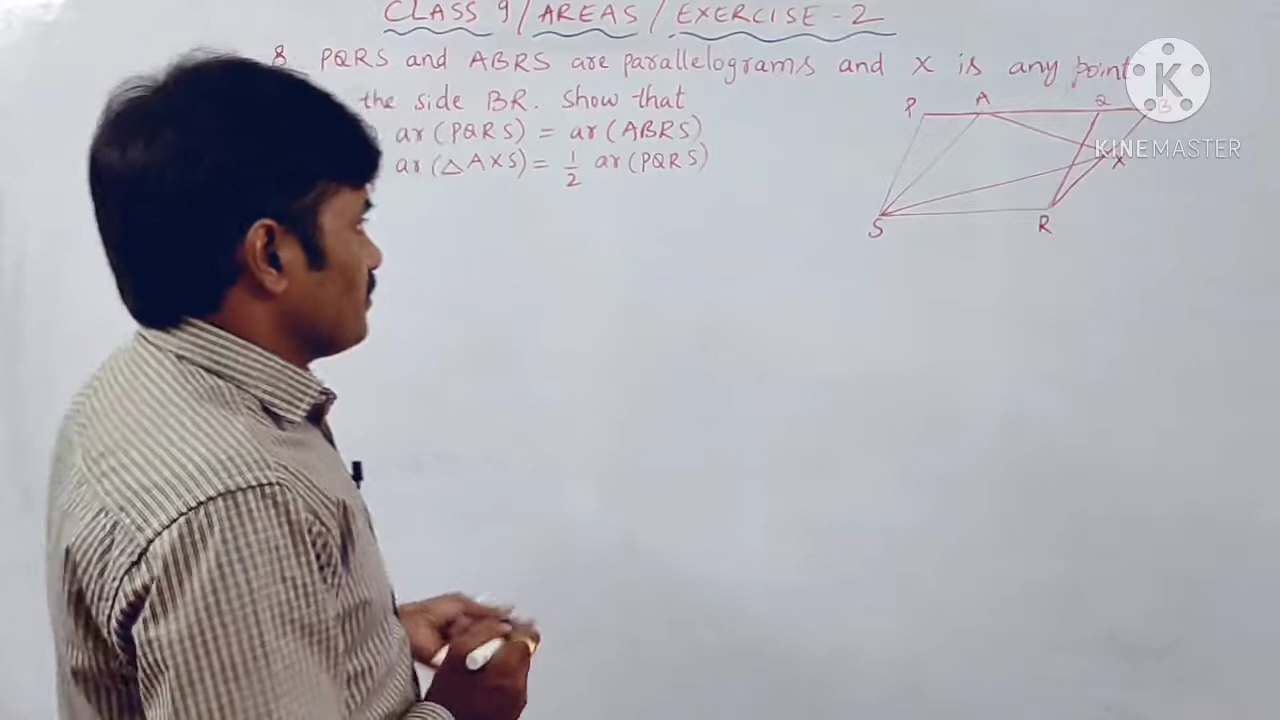 CLASS 9 / AREAS / EXERCISE - 2
8. PQRS and ABRS are parallelograms and X is any point
the side BR. Show that
ar (PQRS) = ar (ABRS)
ar (△AXS) = 1/2 ar (PQRS)
P A Q B
X
S R
K
KINEMASTER